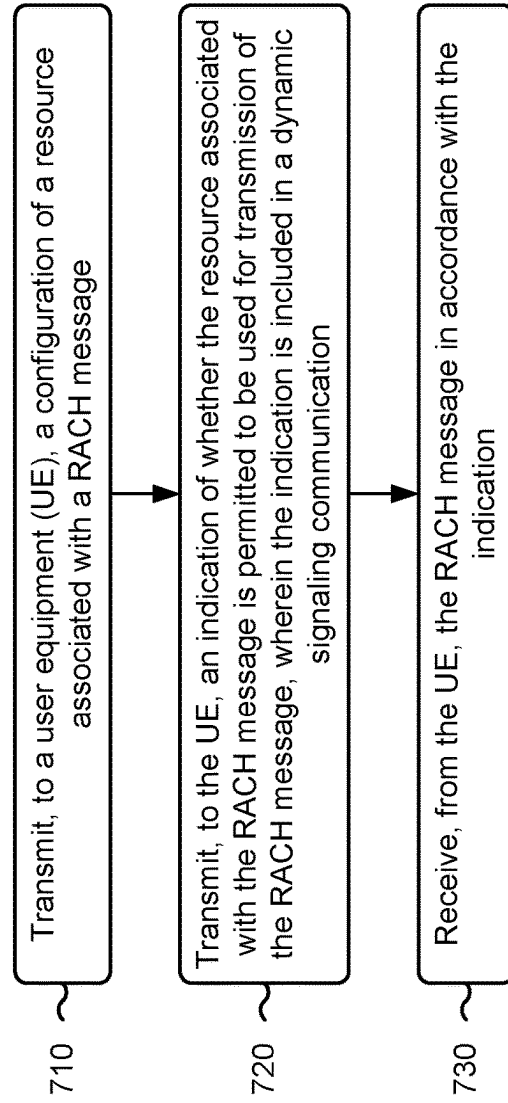 710
Transmit, to a user equipment (UE), a configuration of a resource
associated with a RACH message
720
Transmit, to the UE, an indication of whether the resource associated
with the RACH message is permitted to be used for transmission of
the RACH message, wherein the indication is included in a dynamic
signaling communication
730
Receive, from the UE, the RACH message in accordance with the
indication